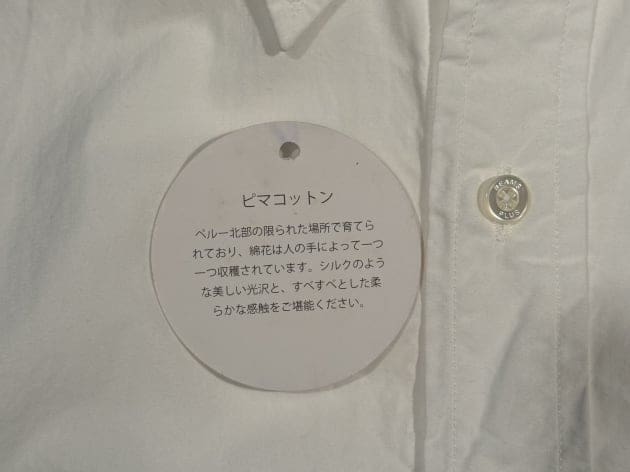 ピマコットン
ペルー北部の限られた場所で育てら
れており、綿花は人の手によって一つ
一つ収穫されています。シルクのよう
な美しい光沢と、すべすべとした柔
らかな感触をご堪能ください。
BEAMS
PLUS